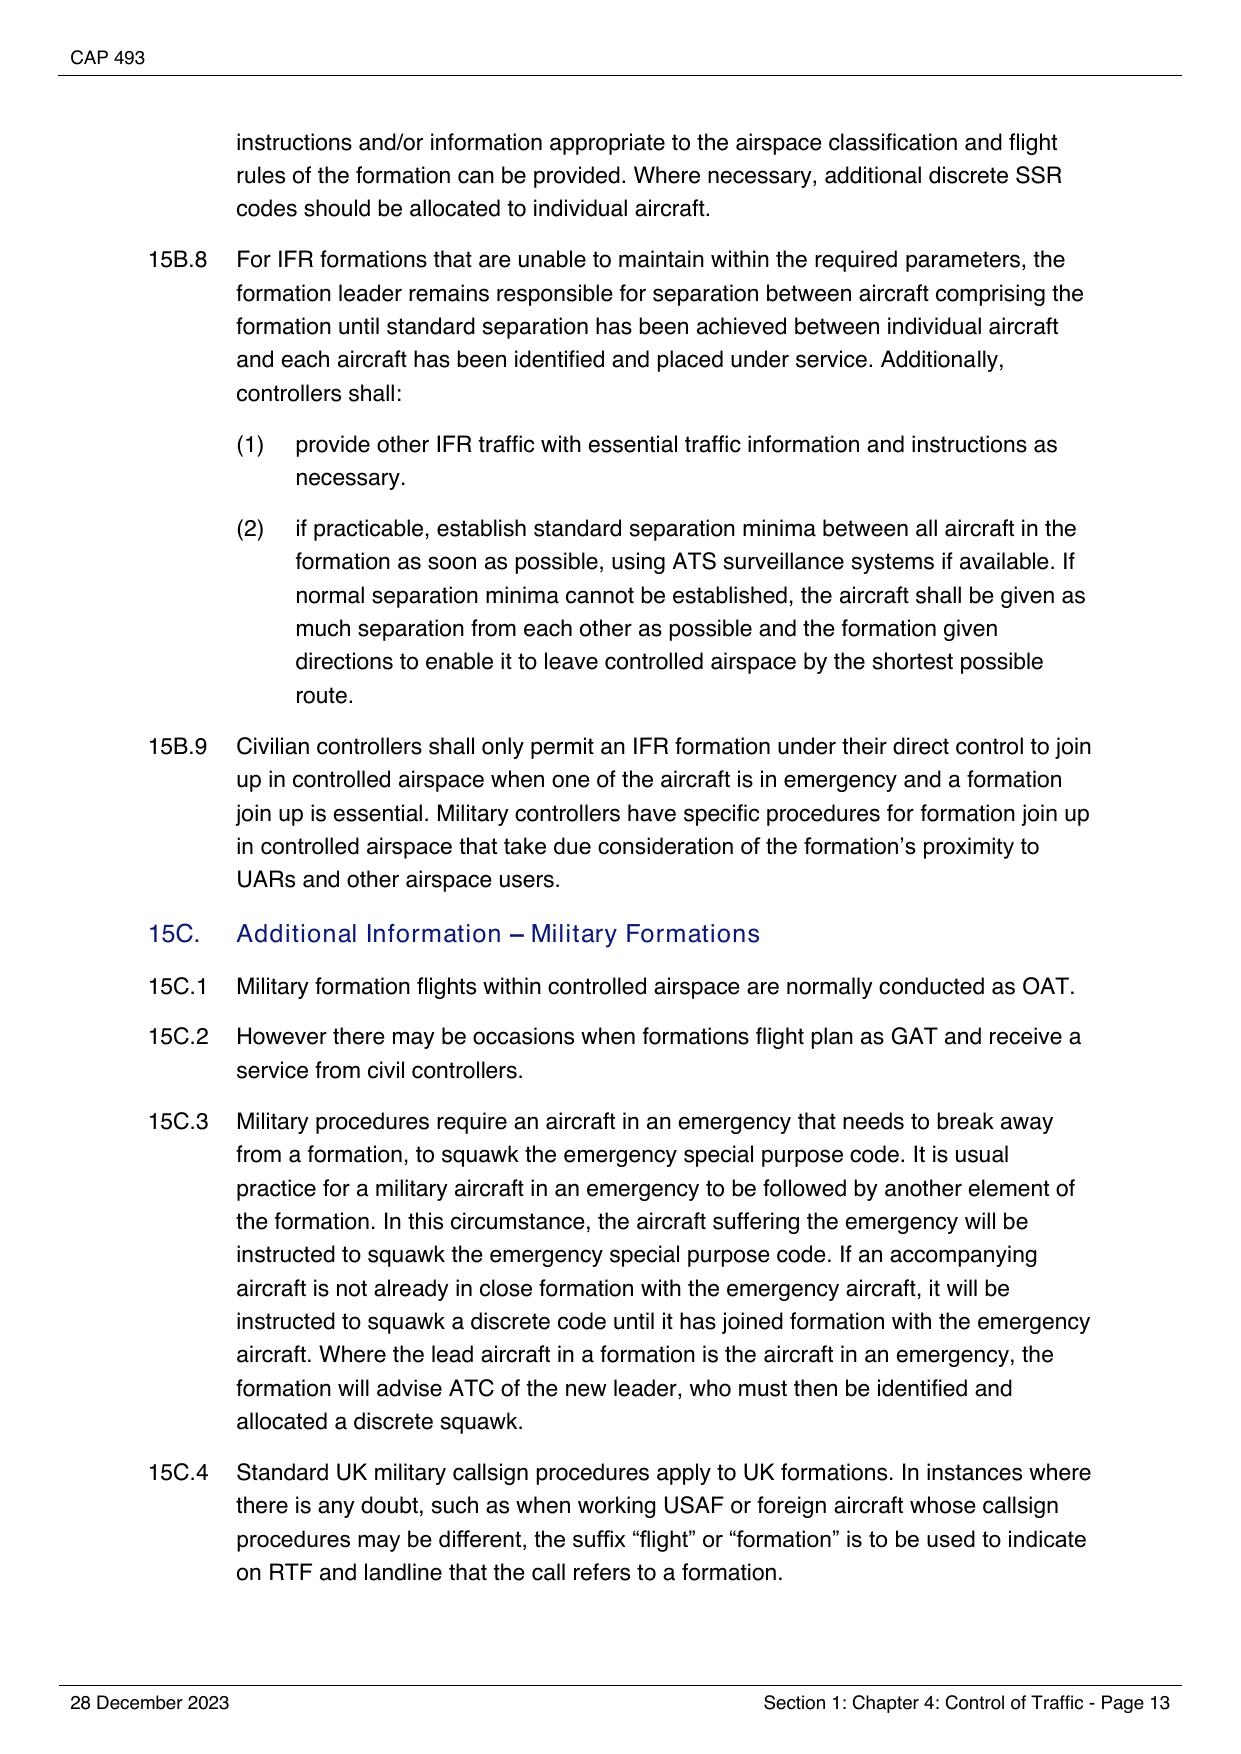 CAP 493
instructions and/or information appropriate to the airspace classification and flight
rules of the formation can be provided. Where necessary, additional discrete SSR
codes should be allocated to individual aircraft.
15B.8 For IFR formations that are unable to maintain within the required parameters, the
formation leader remains responsible for separation between aircraft comprising the
formation until standard separation has been achieved between individual aircraft
and each aircraft has been identified and placed under service. Additionally,
controllers shall:
(1) provide other IFR traffic with essential traffic information and instructions as
necessary.
(2) if practicable, establish standard separation minima between all aircraft in the
formation as soon as possible, using ATS surveillance systems if available. If
normal separation minima cannot be established, the aircraft shall be given as
much separation from each other as possible and the formation given
directions to enable it to leave controlled airspace by the shortest possible
route.
15B.9 Civilian controllers shall only permit an IFR formation under their direct control to join
up in controlled airspace when one of the aircraft is in emergency and a formation
join up is essential. Military controllers have specific procedures for formation join up
in controlled airspace that take due consideration of the formation’s proximity to
UARs and other airspace users.
15C. Additional Information – Military Formations
15C.1 Military formation flights within controlled airspace are normally conducted as OAT.
15C.2 However there may be occasions when formations flight plan as GAT and receive a
service from civil controllers.
15C.3 Military procedures require an aircraft in an emergency that needs to break away
from a formation, to squawk the emergency special purpose code. It is usual
practice for a military aircraft in an emergency to be followed by another element of
the formation. In this circumstance, the aircraft suffering the emergency will be
instructed to squawk the emergency special purpose code. If an accompanying
aircraft is not already in close formation with the emergency aircraft, it will be
instructed to squawk a discrete code until it has joined formation with the emergency
aircraft. Where the lead aircraft in a formation is the aircraft in an emergency, the
formation will advise ATC of the new leader, who must then be identified and
allocated a discrete squawk.
15C.4 Standard UK military callsign procedures apply to UK formations. In instances where
there is any doubt, such as when working USAF or foreign aircraft whose callsign
procedures may be different, the suffix “flight” or “formation” is to be used to indicate
on RTF and landline that the call refers to a formation.
28 December 2023 Section 1: Chapter 4: Control of Traffic - Page 13